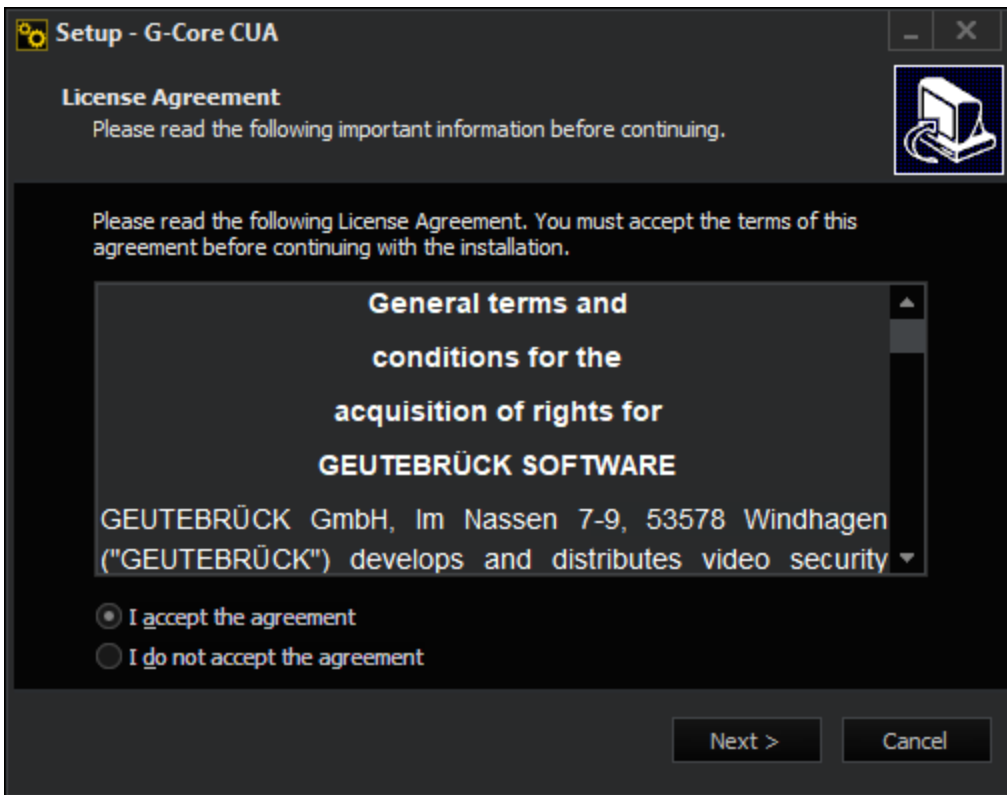 Setup - G-Core CUA
License Agreement
Please read the following important information before continuing.
Please read the following License Agreement. You must accept the terms of this
agreement before continuing with the installation.
General terms and
conditions for the
acquisition of rights for
GEUTEBRÜCK SOFTWARE
GEUTEBRÜCK GmbH, Im Nassen 7-9, 53578 Windhagen
("GEUTEBRÜCK") develops and distributes video security
I accept the agreement
I do not accept the agreement
Next >
Cancel